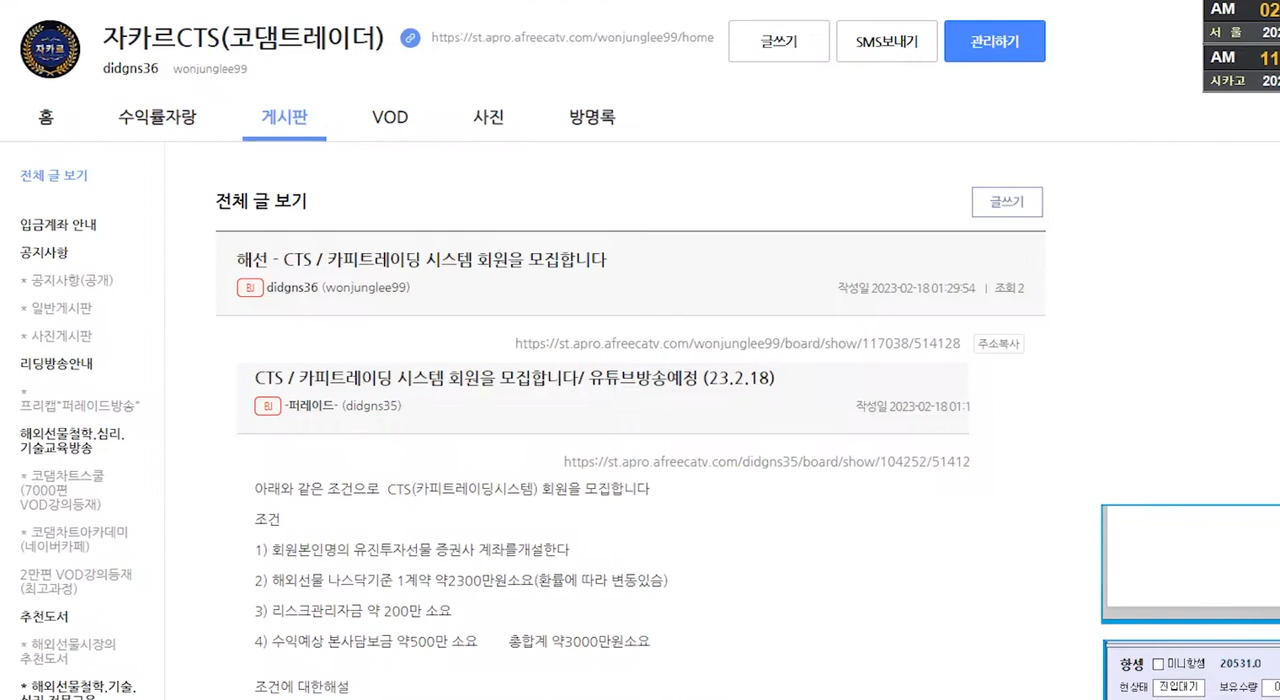 자카르
자카르CTS(코댐트레이더)
https://st.apro.afreecatv.com/wonjunglee99/home
didgns36 wonjunglee99
글쓰기 SMS보내기 관리하기
AM 02
서 울 202
AM 11
시카고 202
홈 수익률자랑 게시판 VOD 사진 방명록
전체 글 보기
입금계좌 안내
공지사항
* 공지사항(공개)
* 일반게시판
* 사진게시판
리딩방송안내
*
프리캡"퍼레이드방송"
해외선물철학.심리.
기술교육방송
* 코댐차트스쿨
(7000편
VOD강의등재)
* 코댐차트아카데미
(네이버카페)
2만편 VOD강의등재
(최고과정)
추천도서
* 해외선물시장의
추천도서
* 해외선물철학.기술.
심리 전문교육
전체 글 보기
글쓰기
해선 - CTS / 카피트레이딩 시스템 회원을 모집합니다
BJ didgns36 (wonjunglee99)
작성일 2023-02-18 01:29:54 | 조회 2
https://st.apro.afreecatv.com/wonjunglee99/board/show/117038/514128 주소복사
CTS / 카피트레이딩 시스템 회원을 모집합니다/ 유튜브방송예정 (23.2.18)
BJ -퍼레이드- (didgns35)
작성일 2023-02-18 01:1
https://st.apro.afreecatv.com/didgns35/board/show/104252/51412
아래와 같은 조건으로 CTS(카피트레이딩시스템) 회원을 모집합니다
조건
1) 회원본인명의 유진투자선물 증권사 계좌를개설한다
2) 해외선물 나스닥기준 1계약 약2300만원소요(환률에 따라 변동있슴)
3) 리스크관리자금 약 200만 소요
4) 수익예상 본사담보금 약500만 소요 총합계 약3000만원소요
조건에 대한해설
항셍 미니항셍 20531.0
현상태 진입대기 보유수량 0